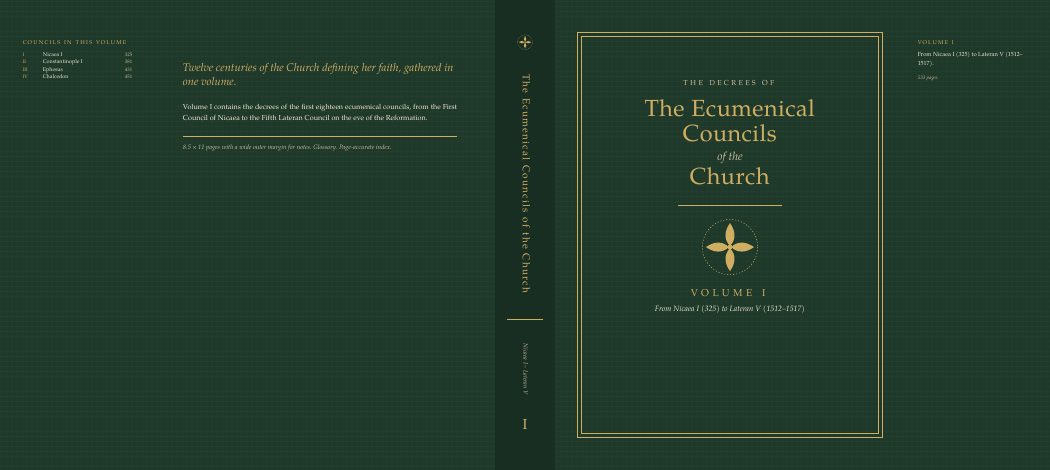 COUNCILS IN THIS VOLUME
I Nicaea I 325
II Constantinople I 381
III Ephesus 431
IV Chalcedon 451
Twelve centuries of the Church defining her faith, gathered in
one volume.
Volume I contains the decrees of the first eighteen ecumenical councils, from the First
Council of Nicaea to the Fifth Lateran Council on the eve of the Reformation.
8.5 × 11 pages with a wide outer margin for notes. Glossary. Page-accurate index.
The Ecumenical Councils of the Church
Nicaea I – Lateran V
I
THE DECREES OF
The Ecumenical
Councils
of the
Church
VOLUME I
From Nicaea I (325) to Lateran V (1512–1517)
VOLUME I
From Nicaea I (325) to Lateran V (1512–
1517).
pages